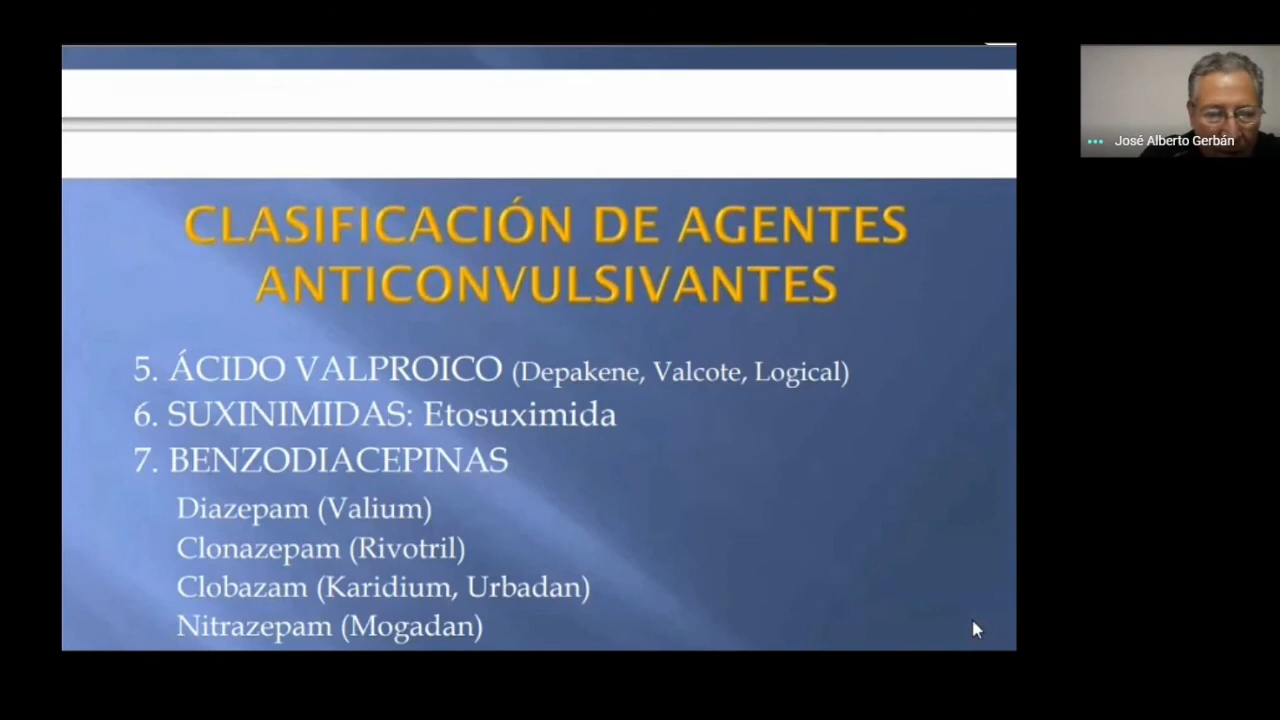 CLASIFICACIÓN DE AGENTES
ANTICONVULSIVANTES
5. ÁCIDO VALPROICO (Depakene, Valcote, Logical)
6. SUXINIMIDAS: Etosuximida
7. BENZODIACEPINAS
Diazepam (Valium)
Clonazepam (Rivotril)
Clobazam (Karidium, Urbadan)
Nitrazepam (Mogadan)
José Alberto Gerbán